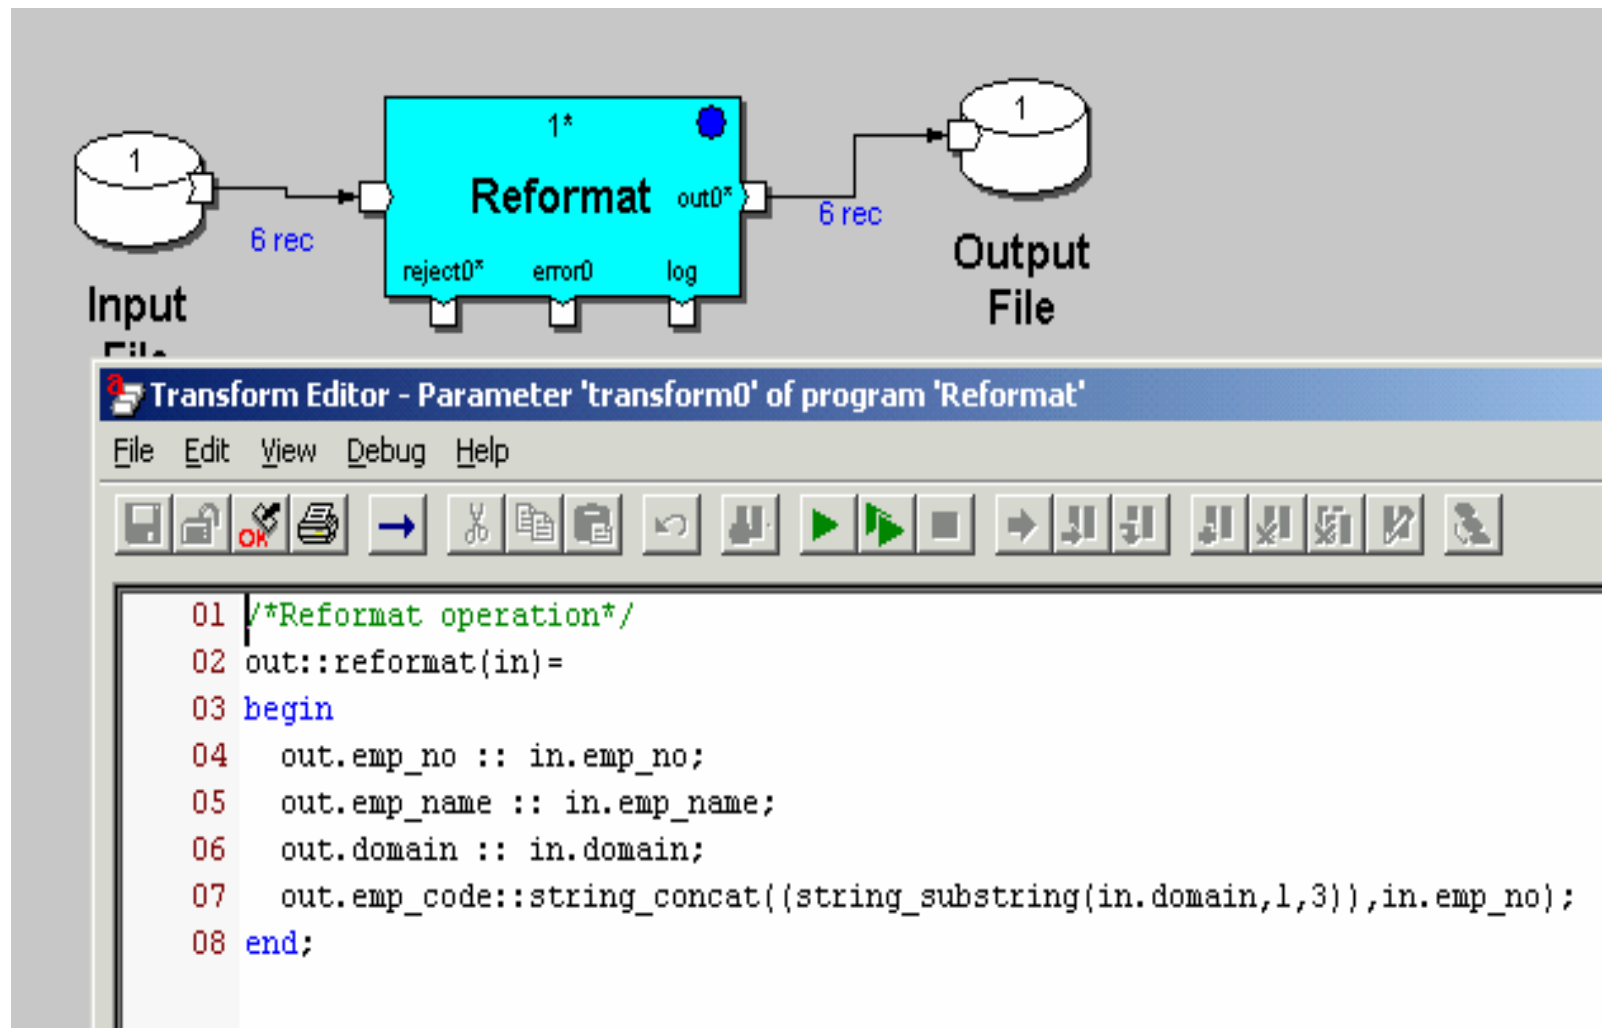 1
6 rec
Input
File
1*
Reformat
out0*
reject0*
error0
log
6 rec
1
Output
File
Transform Editor - Parameter 'transform0' of program 'Reformat'
File Edit View Debug Help
OK
01 /*Reformat operation*/
02 out::reformat(in)=
03 begin
04 out.emp_no :: in.emp_no;
05 out.emp_name :: in.emp_name;
06 out.domain :: in.domain;
07 out.emp_code::string_concat((string_substring(in.domain,1,3)),in.emp_no);
08 end;